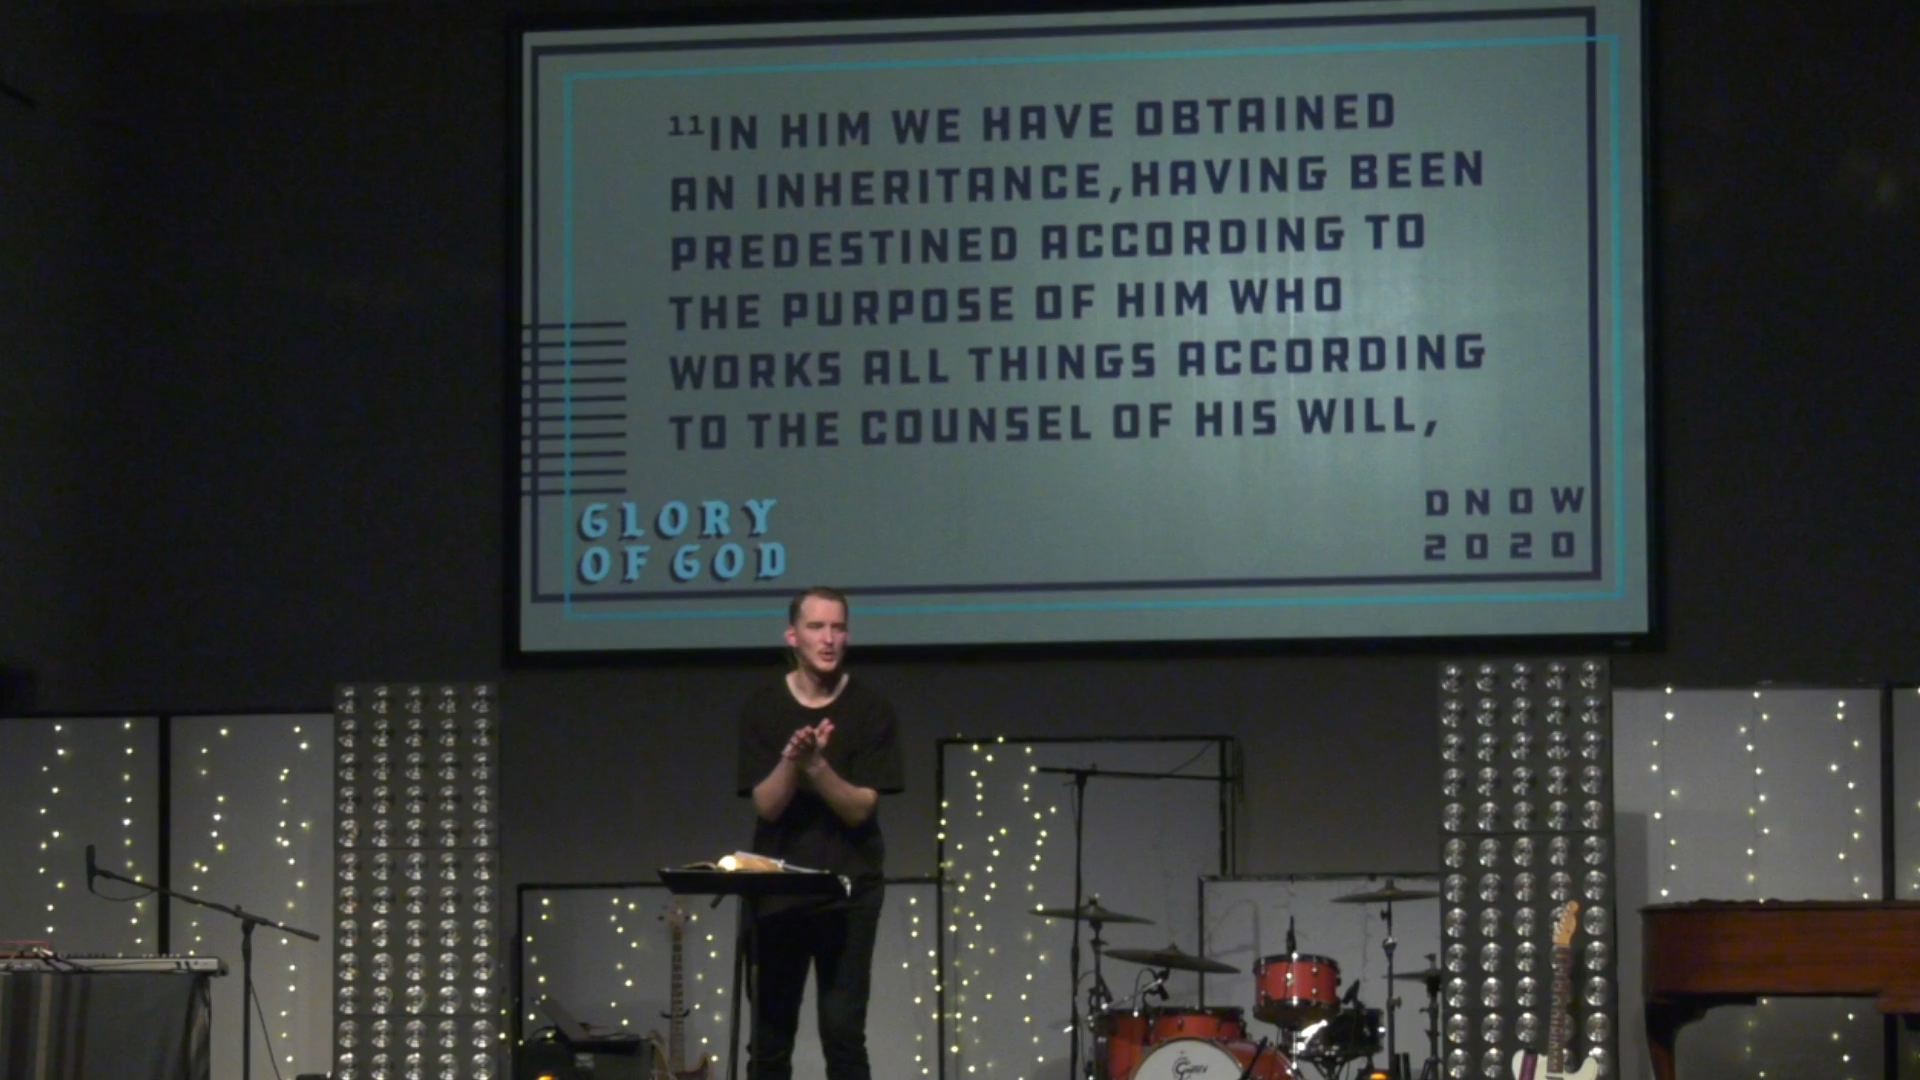 ¹¹IN HIM WE HAVE OBTAINED
AN INHERITANCE, HAVING BEEN
PREDESTINED ACCORDING TO
THE PURPOSE OF HIM WHO
WORKS ALL THINGS ACCORDING
TO THE COUNSEL OF HIS WILL,
GLORY
OF GOD
DNOW
2020
Gretsch